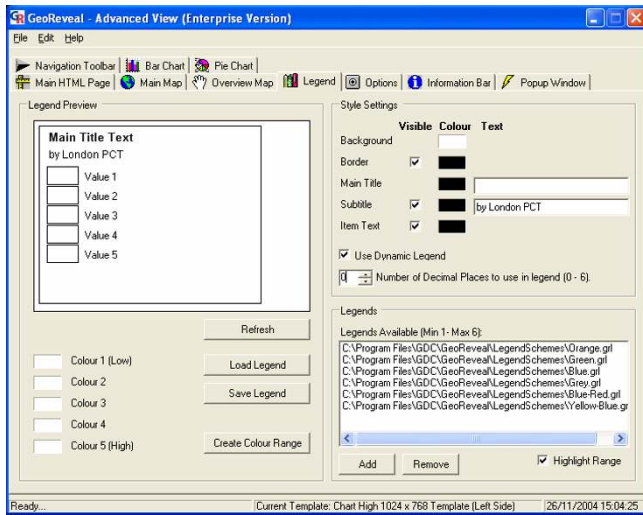 GeoReveal - Advanced View (Enterprise Version)
File Edit Help
Navigation Toolbar Bar Chart Pie Chart
Main HTML Page Main Map Overview Map Legend Options Information Bar Popup Window
Legend Preview
Main Title Text
by London PCT
Value 1
Value 2
Value 3
Value 4
Value 5
Refresh
Colour 1 (Low)
Load Legend
Colour 2
Save Legend
Colour 3
Colour 4
Colour 5 (High)
Create Colour Range
Style Settings
Visible Colour Text
Background
Border
Main Title
Subtitle by London PCT
Item Text
Use Dynamic Legend
0 Number of Decimal Places to use in legend (0 - 6).
Legends
Legends Available (Min 1- Max 6):
C:\Program Files\GDC\GeoReveal\LegendSchemes\Orange.grl
C:\Program Files\GDC\GeoReveal\LegendSchemes\Green.grl
C:\Program Files\GDC\GeoReveal\LegendSchemes\Blue.grl
C:\Program Files\GDC\GeoReveal\LegendSchemes\Grey.grl
C:\Program Files\GDC\GeoReveal\LegendSchemes\Blue-Red.grl
C:\Program Files\GDC\GeoReveal\LegendSchemes\Yellow-Blue.gr
Add Remove Highlight Range
Ready... Current Template: Chart High 1024 x 768 Template (Left Side) 26/11/2004 15:04:25